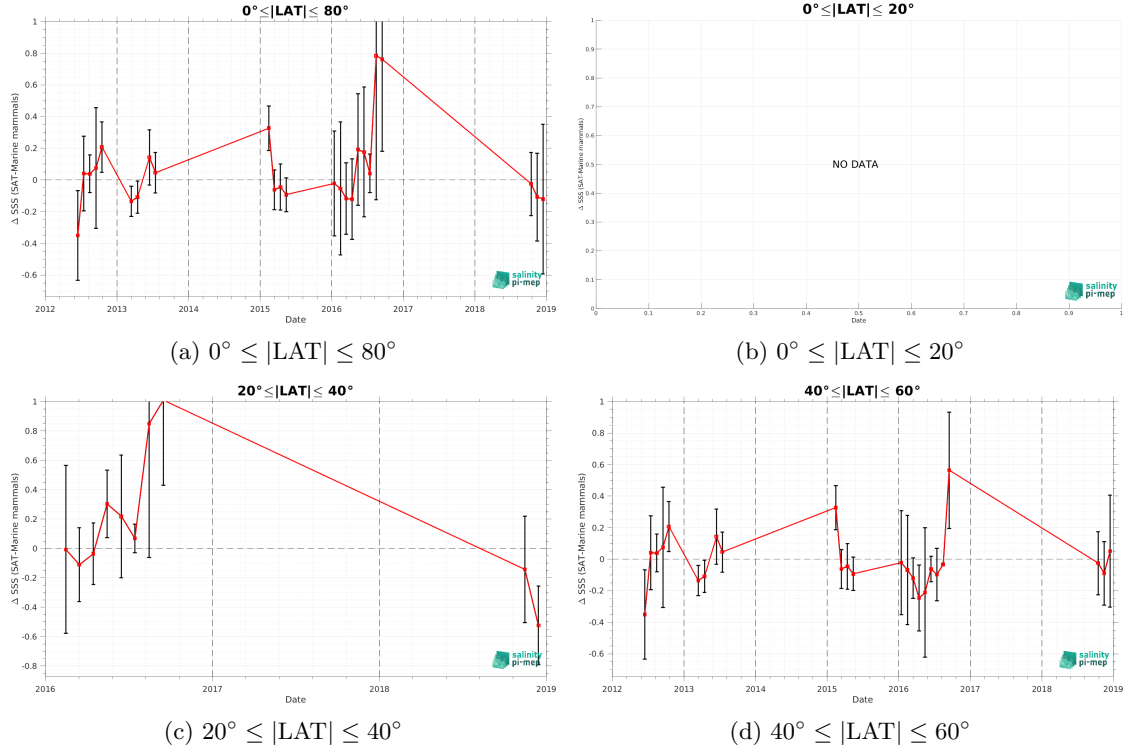 0°≤|LAT|≤ 80°
1
0.8
0.6
0.4
0.2
0
-0.2
-0.4
-0.6
Δ SSS (SAT-Marine mammals)
2012 2013 2014 2015 2016 2017 2018 2019
Date
salinity
pi-mep
(a) 0° ≤ |LAT| ≤ 80°
0°≤|LAT|≤ 20°
1
0.9
0.8
0.7
0.6
0.5
0.4
0.3
0.2
0.1
0
Δ SSS (SAT-Marine mammals)
NO DATA
0 0.1 0.2 0.3 0.4 0.5 0.6 0.7 0.8 0.9 1
Date
salinity
pi-mep
(b) 0° ≤ |LAT| ≤ 20°
20°≤|LAT|≤ 40°
1
0.8
0.6
0.4
0.2
0
-0.2
-0.4
-0.6
-0.8
Δ SSS (SAT-Marine mammals)
2016 2017 2018 2019
Date
salinity
pi-mep
(c) 20° ≤ |LAT| ≤ 40°
40°≤|LAT|≤ 60°
1
0.8
0.6
0.4
0.2
0
-0.2
-0.4
-0.6
Δ SSS (SAT-Marine mammals)
2012 2013 2014 2015 2016 2017 2018 2019
Date
salinity
pi-mep
(d) 40° ≤ |LAT| ≤ 60°